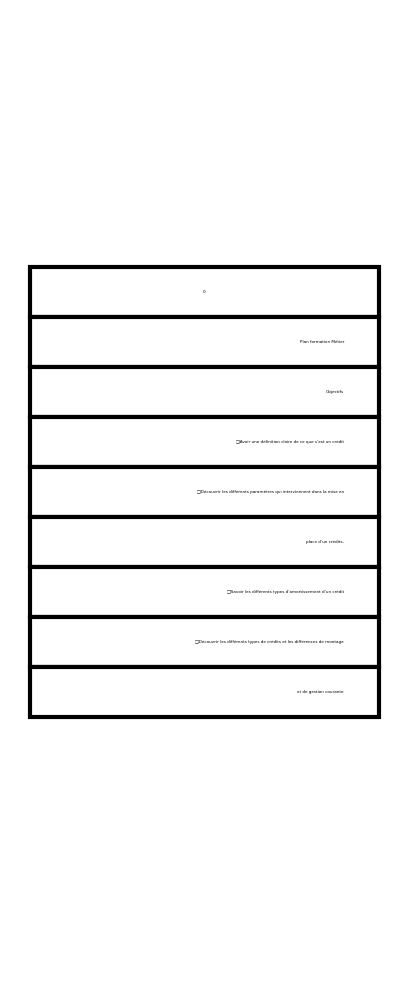 0
Plan formation Métier
Objectifs
□Avoir une définition claire de ce que c'est un crédit
□Découvrir les différents paramètres qui interviennent dans la mise en
place d'un crédits.
□Savoir les différents types d'amortissement d'un crédit
□Découvrir les différents types de crédits et les différences de montage
et de gestion courante